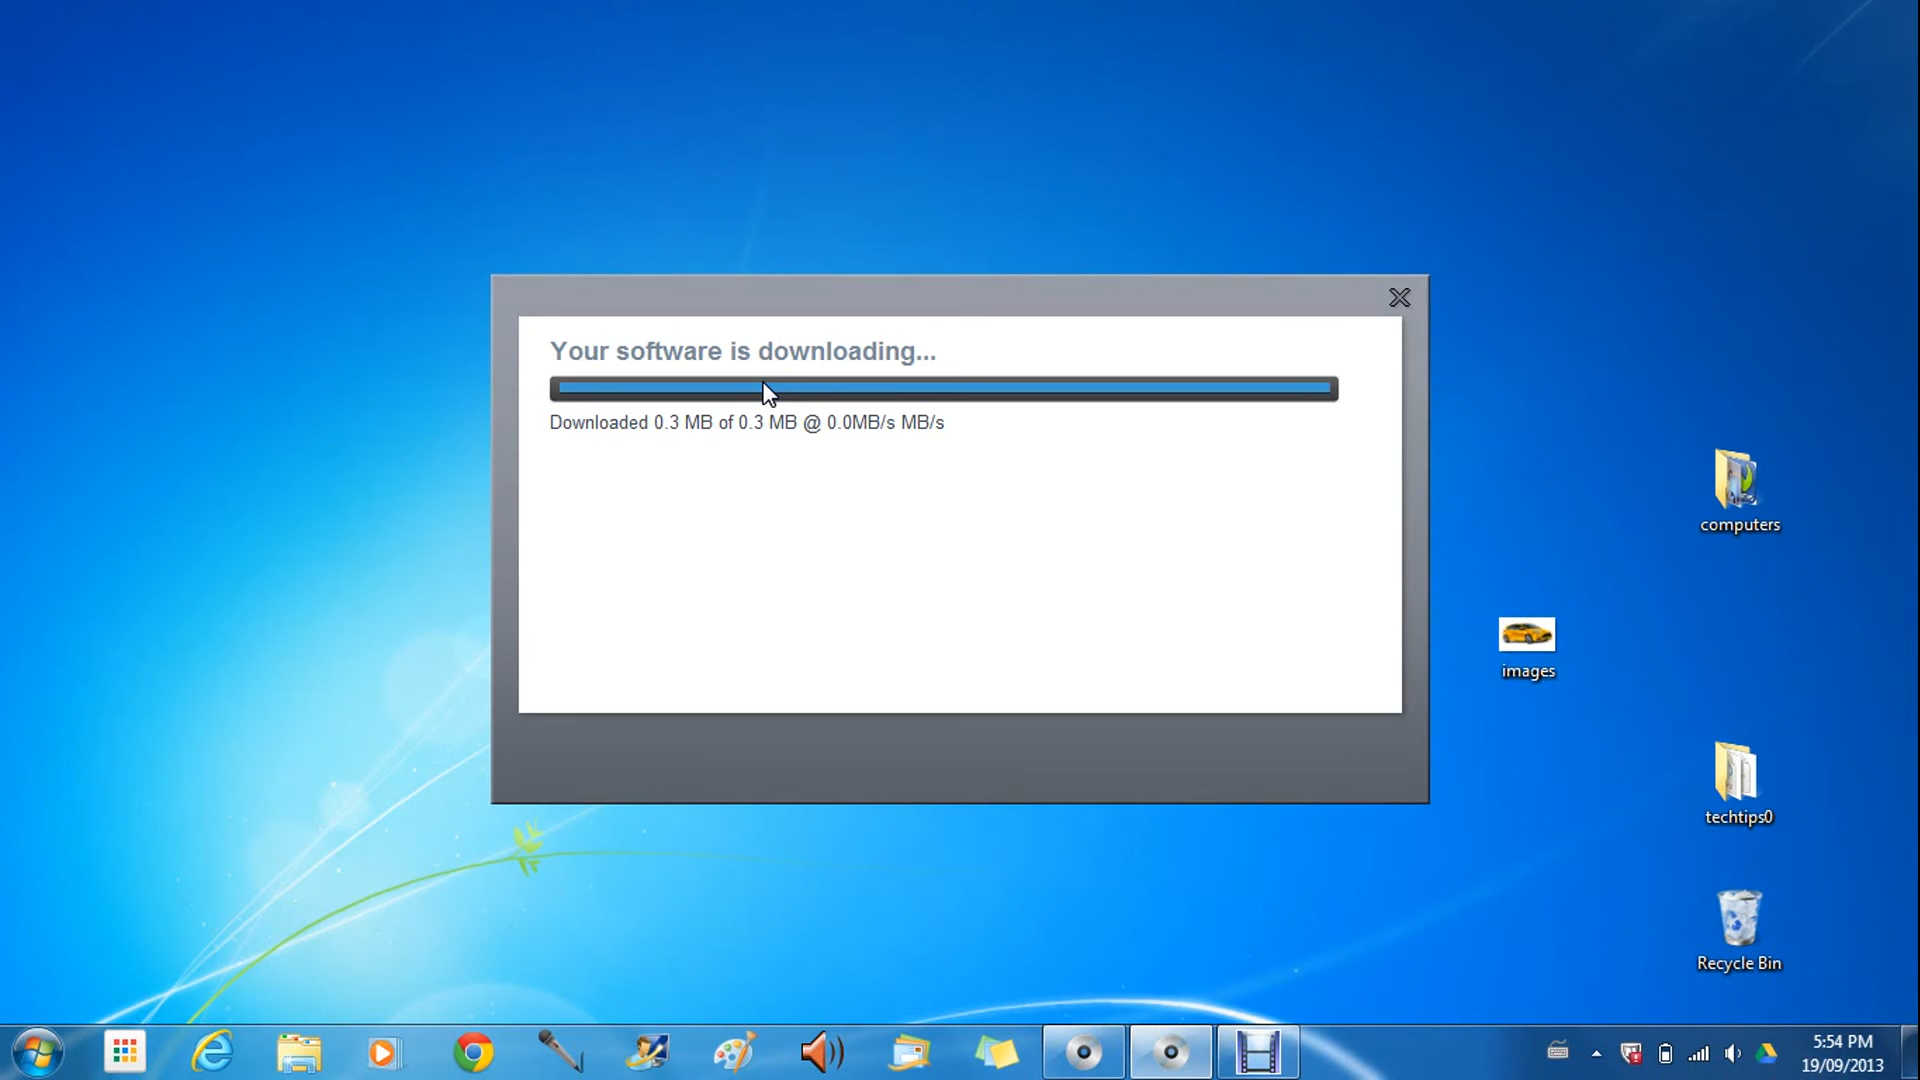 Your software is downloading...
Downloaded 0.3 MB of 0.3 MB @ 0.0MB/s MB/s
computers
images
techtips0
Recycle Bin
5:54 PM
19/09/2013